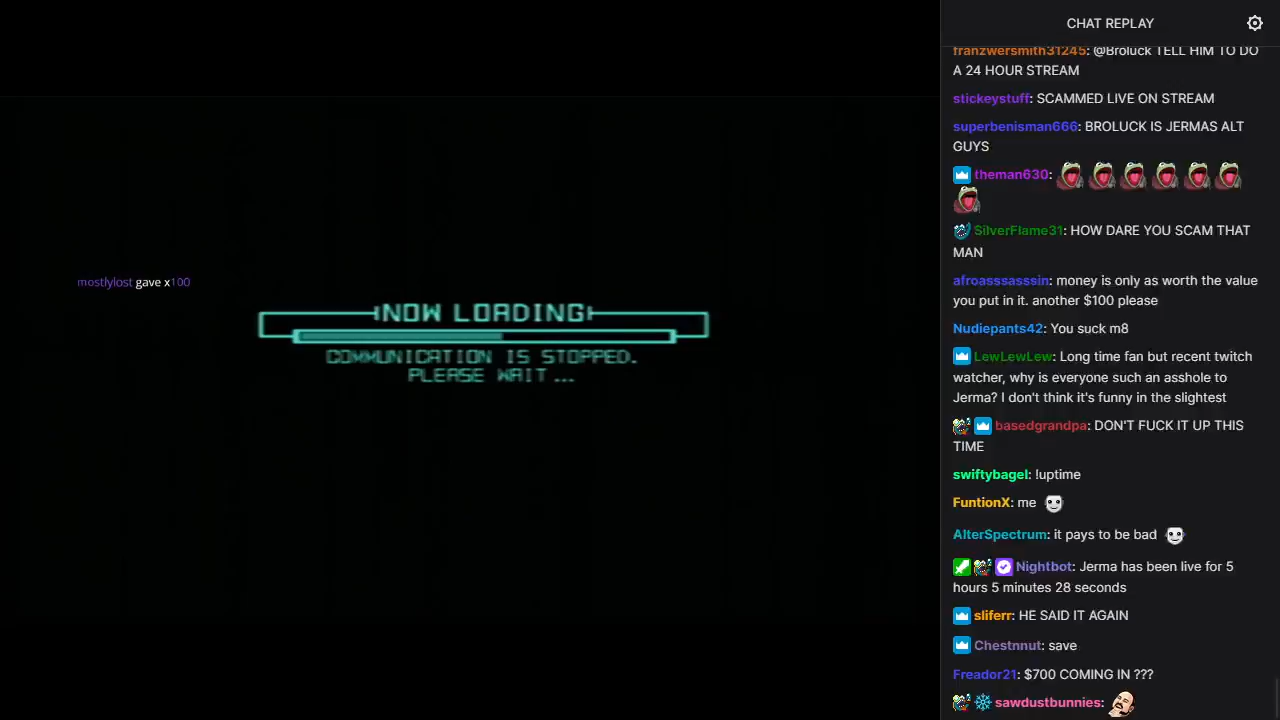 mostlylost gave x100
NOW LOADING
COMMUNICATION IS STOPPED.
PLEASE WAIT ...
CHAT REPLAY
franzwersmith31245: @Broluck TELL HIM TO DO
A 24 HOUR STREAM
stickeystuff: SCAMMED LIVE ON STREAM
superbenisman666: BROLUCK IS JERMAS ALT
GUYS
theman630:
SilverFlame31: HOW DARE YOU SCAM THAT
MAN
afroasssasssin: money is only as worth the value
you put in it. another $100 please
Nudiepants42: You suck m8
LewLewLew: Long time fan but recent twitch
watcher, why is everyone such an asshole to
Jerma? I don't think it's funny in the slightest
basedgrandpa: DON'T FUCK IT UP THIS
TIME
swiftybagel: !uptime
FuntionX: me
AlterSpectrum: it pays to be bad
Nightbot: Jerma has been live for 5
hours 5 minutes 28 seconds
sliferr: HE SAID IT AGAIN
Chestnnut: save
Freador21: $700 COMING IN ???
sawdustbunnies: